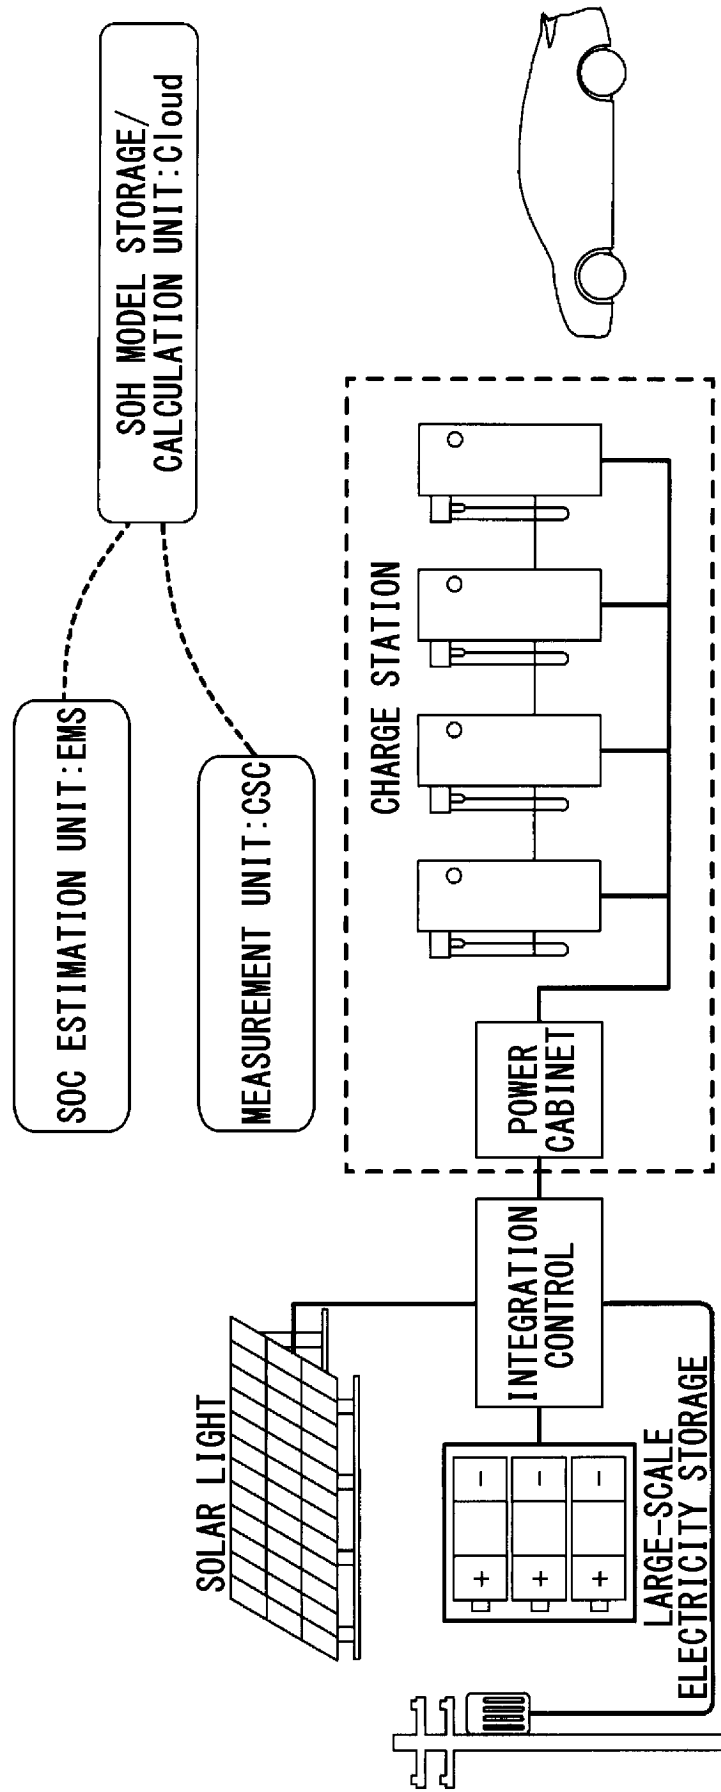 SOC ESTIMATION UNIT:EMS
MEASUREMENT UNIT:CSC
SOH MODEL STORAGE/
CALCULATION UNIT:Cloud
SOLAR LIGHT
CHARGE STATION
INTEGRATION
CONTROL
POWER
CABINET
+ -
+ -
+ -
LARGE-SCALE
ELECTRICITY STORAGE